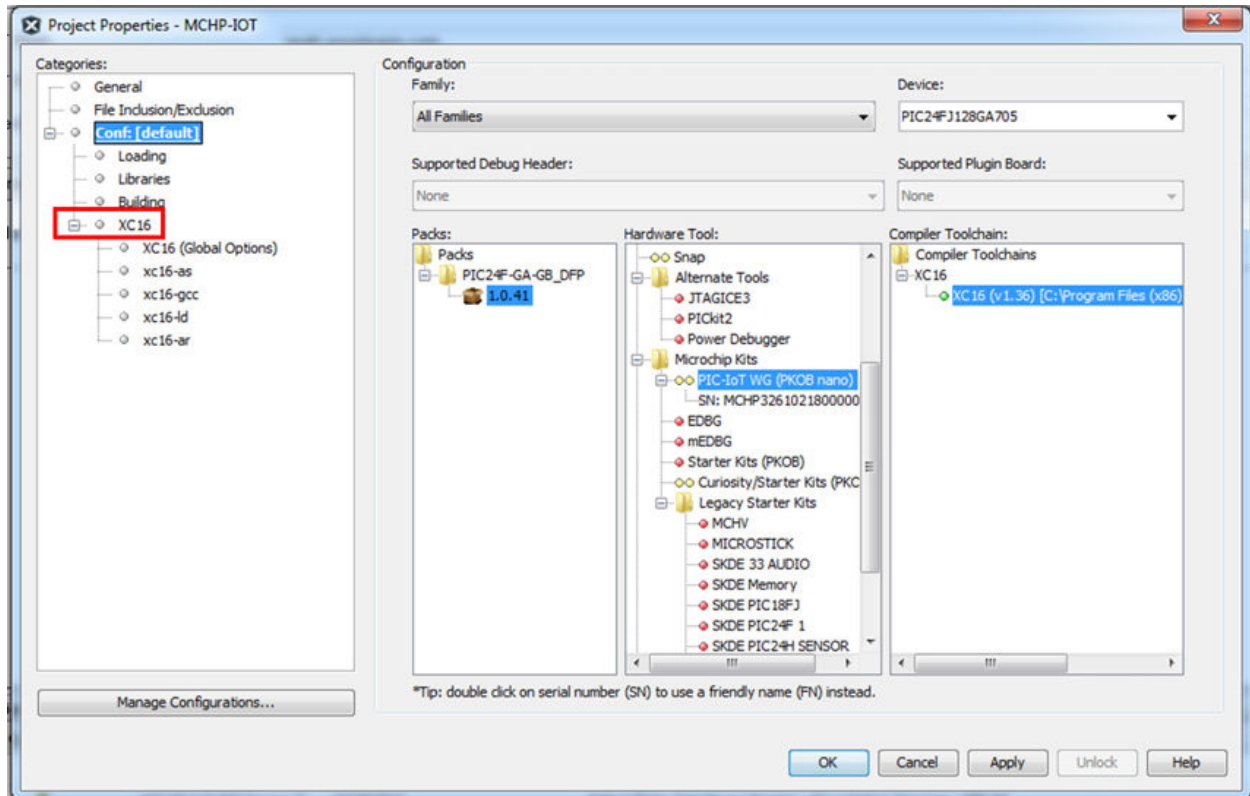 Project Properties - MCHP-IOT
Categories:
General
File Inclusion/Exclusion
Conf: [default]
Loading
Libraries
Building
XC16
XC16 (Global Options)
xc16-as
xc16-gcc
xc16-ld
xc16-ar
Manage Configurations...
Configuration
Family:
All Families
Device:
PIC24FJ128GA705
Supported Debug Header:
None
Supported Plugin Board:
None
Packs:
Packs
PIC24F-GA-GB_DFP
1.0.41
Hardware Tool:
Snap
Alternate Tools
JTAGICE3
PICkit2
Power Debugger
Microchip Kits
PIC-IoT WG (PKOB nano)
SN: MCHP3261021800000
EDBG
mEDBG
Starter Kits (PKOB)
Curiosity/Starter Kits (PKC
Legacy Starter Kits
MCHV
MICROSTICK
SKDE 33 AUDIO
SKDE Memory
SKDE PIC18FJ
SKDE PIC24F 1
SKDE PIC24H SENSOR
Compiler Toolchain:
Compiler Toolchains
XC16
XC16 (v1.36) [C:\Program Files (x86)
*Tip: double click on serial number (SN) to use a friendly name (FN) instead.
OK
Cancel
Apply
Unlock
Help